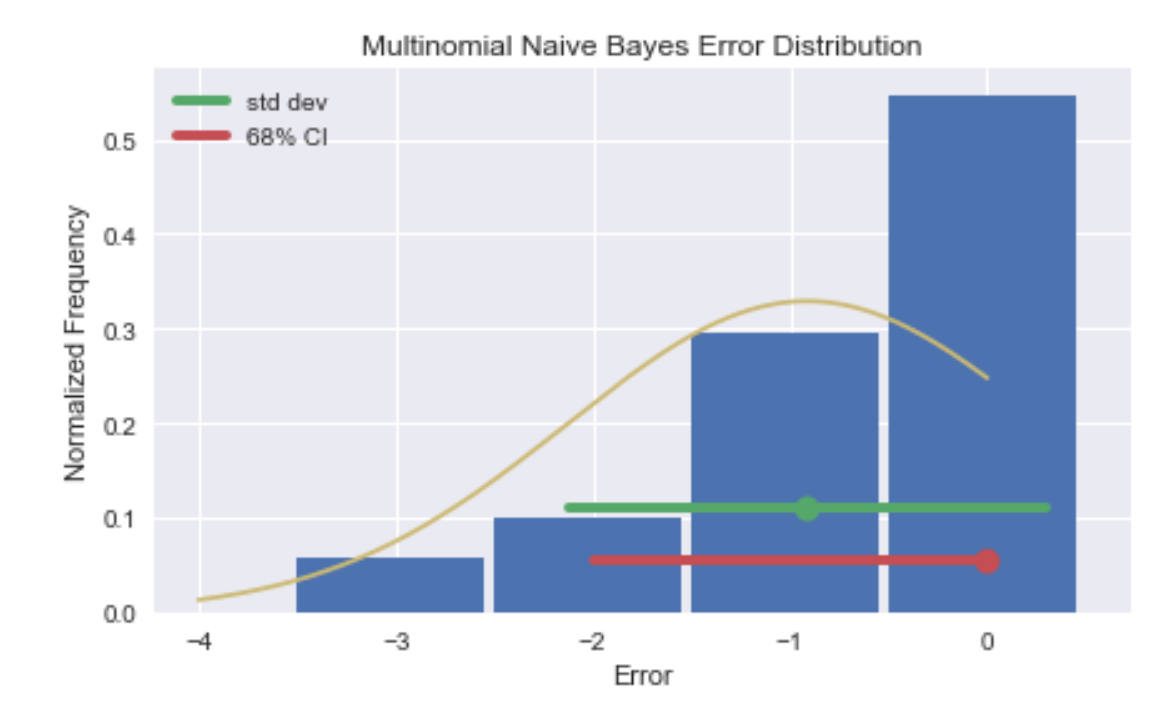 Multinomial Naive Bayes Error Distribution
std dev
68% CI
Normalized Frequency
0.5
0.4
0.3
0.2
0.1
0.0
−4 −3 −2 −1 0
Error